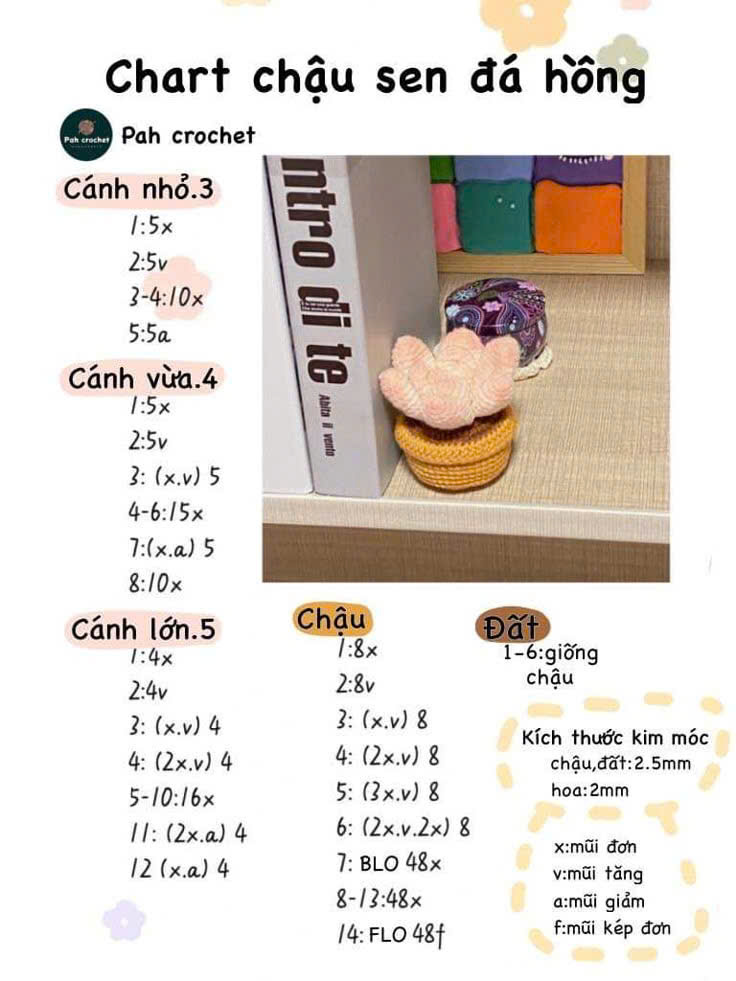 Chart chậu sen đá hồng
Pah crochet
Pah crochet
Cánh nhỏ.3
1:5x
2:5v
3-4:10x
5:5a
Cánh vừa.4
1:5x
2:5v
3: (x.v) 5
4-6:15x
7:(x.a) 5
8:10x
Cánh lớn.5
1:4x
2:4v
3: (x.v) 4
4: (2x.v) 4
5-10:16x
11: (2x.a) 4
12 (x.a) 4
Chậu
1:8x
2:8v
3: (x.v) 8
4: (2x.v) 8
5: (3x.v) 8
6: (2x.v.2x) 8
7: BLO 48x
8-13:48x
14: FLO 48f
Đất
1-6:giống
chậu
Kích thước kim móc
chậu,đất:2.5mm
hoa:2mm
x:mũi đơn
v:mũi tăng
a:mũi giảm
f:mũi kép đơn
ntro di te
Abita il vento